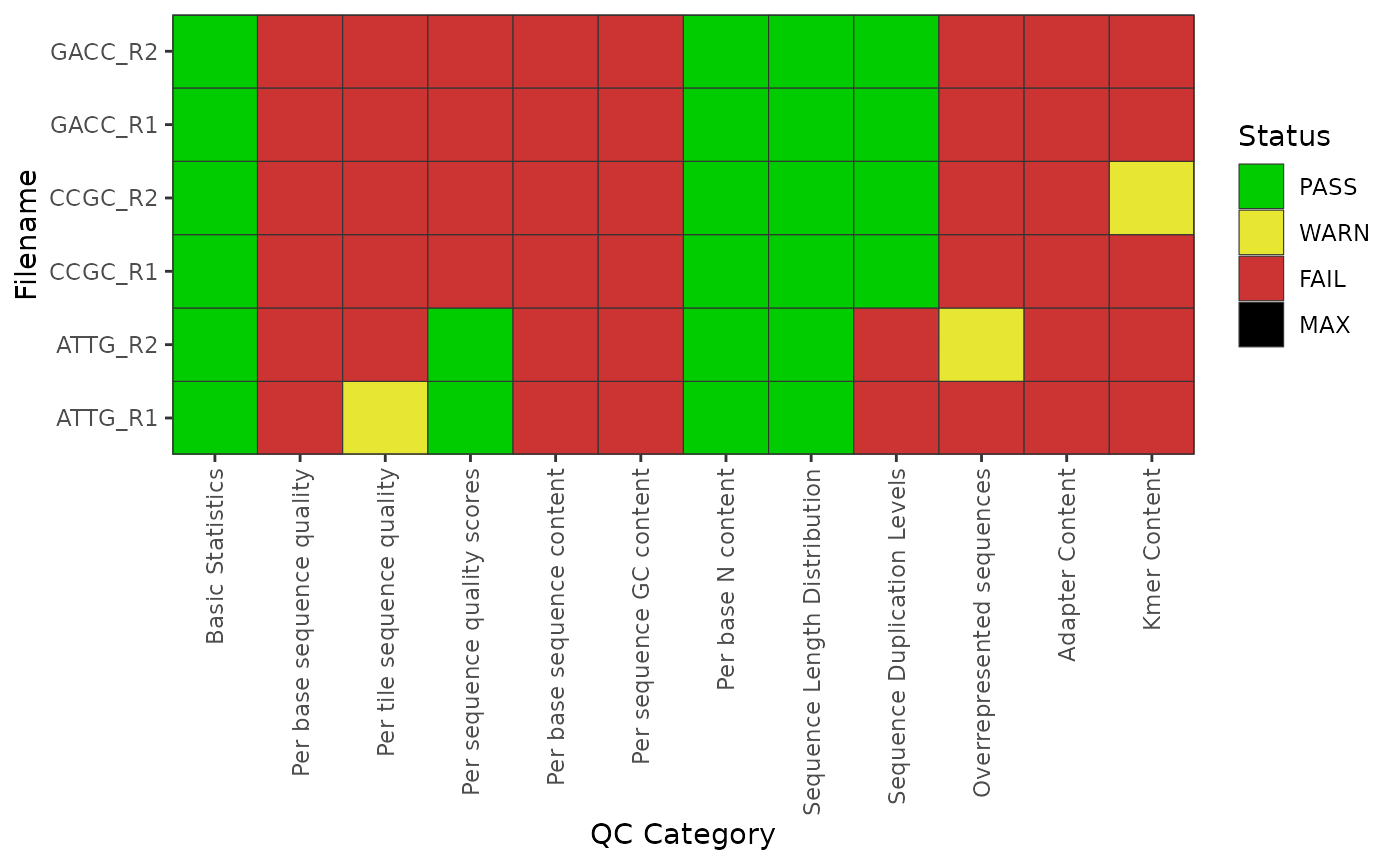 Filename
GACC_R2
GACC_R1
CCGC_R2
CCGC_R1
ATTG_R2
ATTG_R1
Basic Statistics
Per base sequence quality
Per tile sequence quality
Per sequence quality scores
Per base sequence content
Per sequence GC content
Per base N content
Sequence Length Distribution
Sequence Duplication Levels
Overrepresented sequences
Adapter Content
Kmer Content
QC Category
Status
PASS
WARN
FAIL
MAX